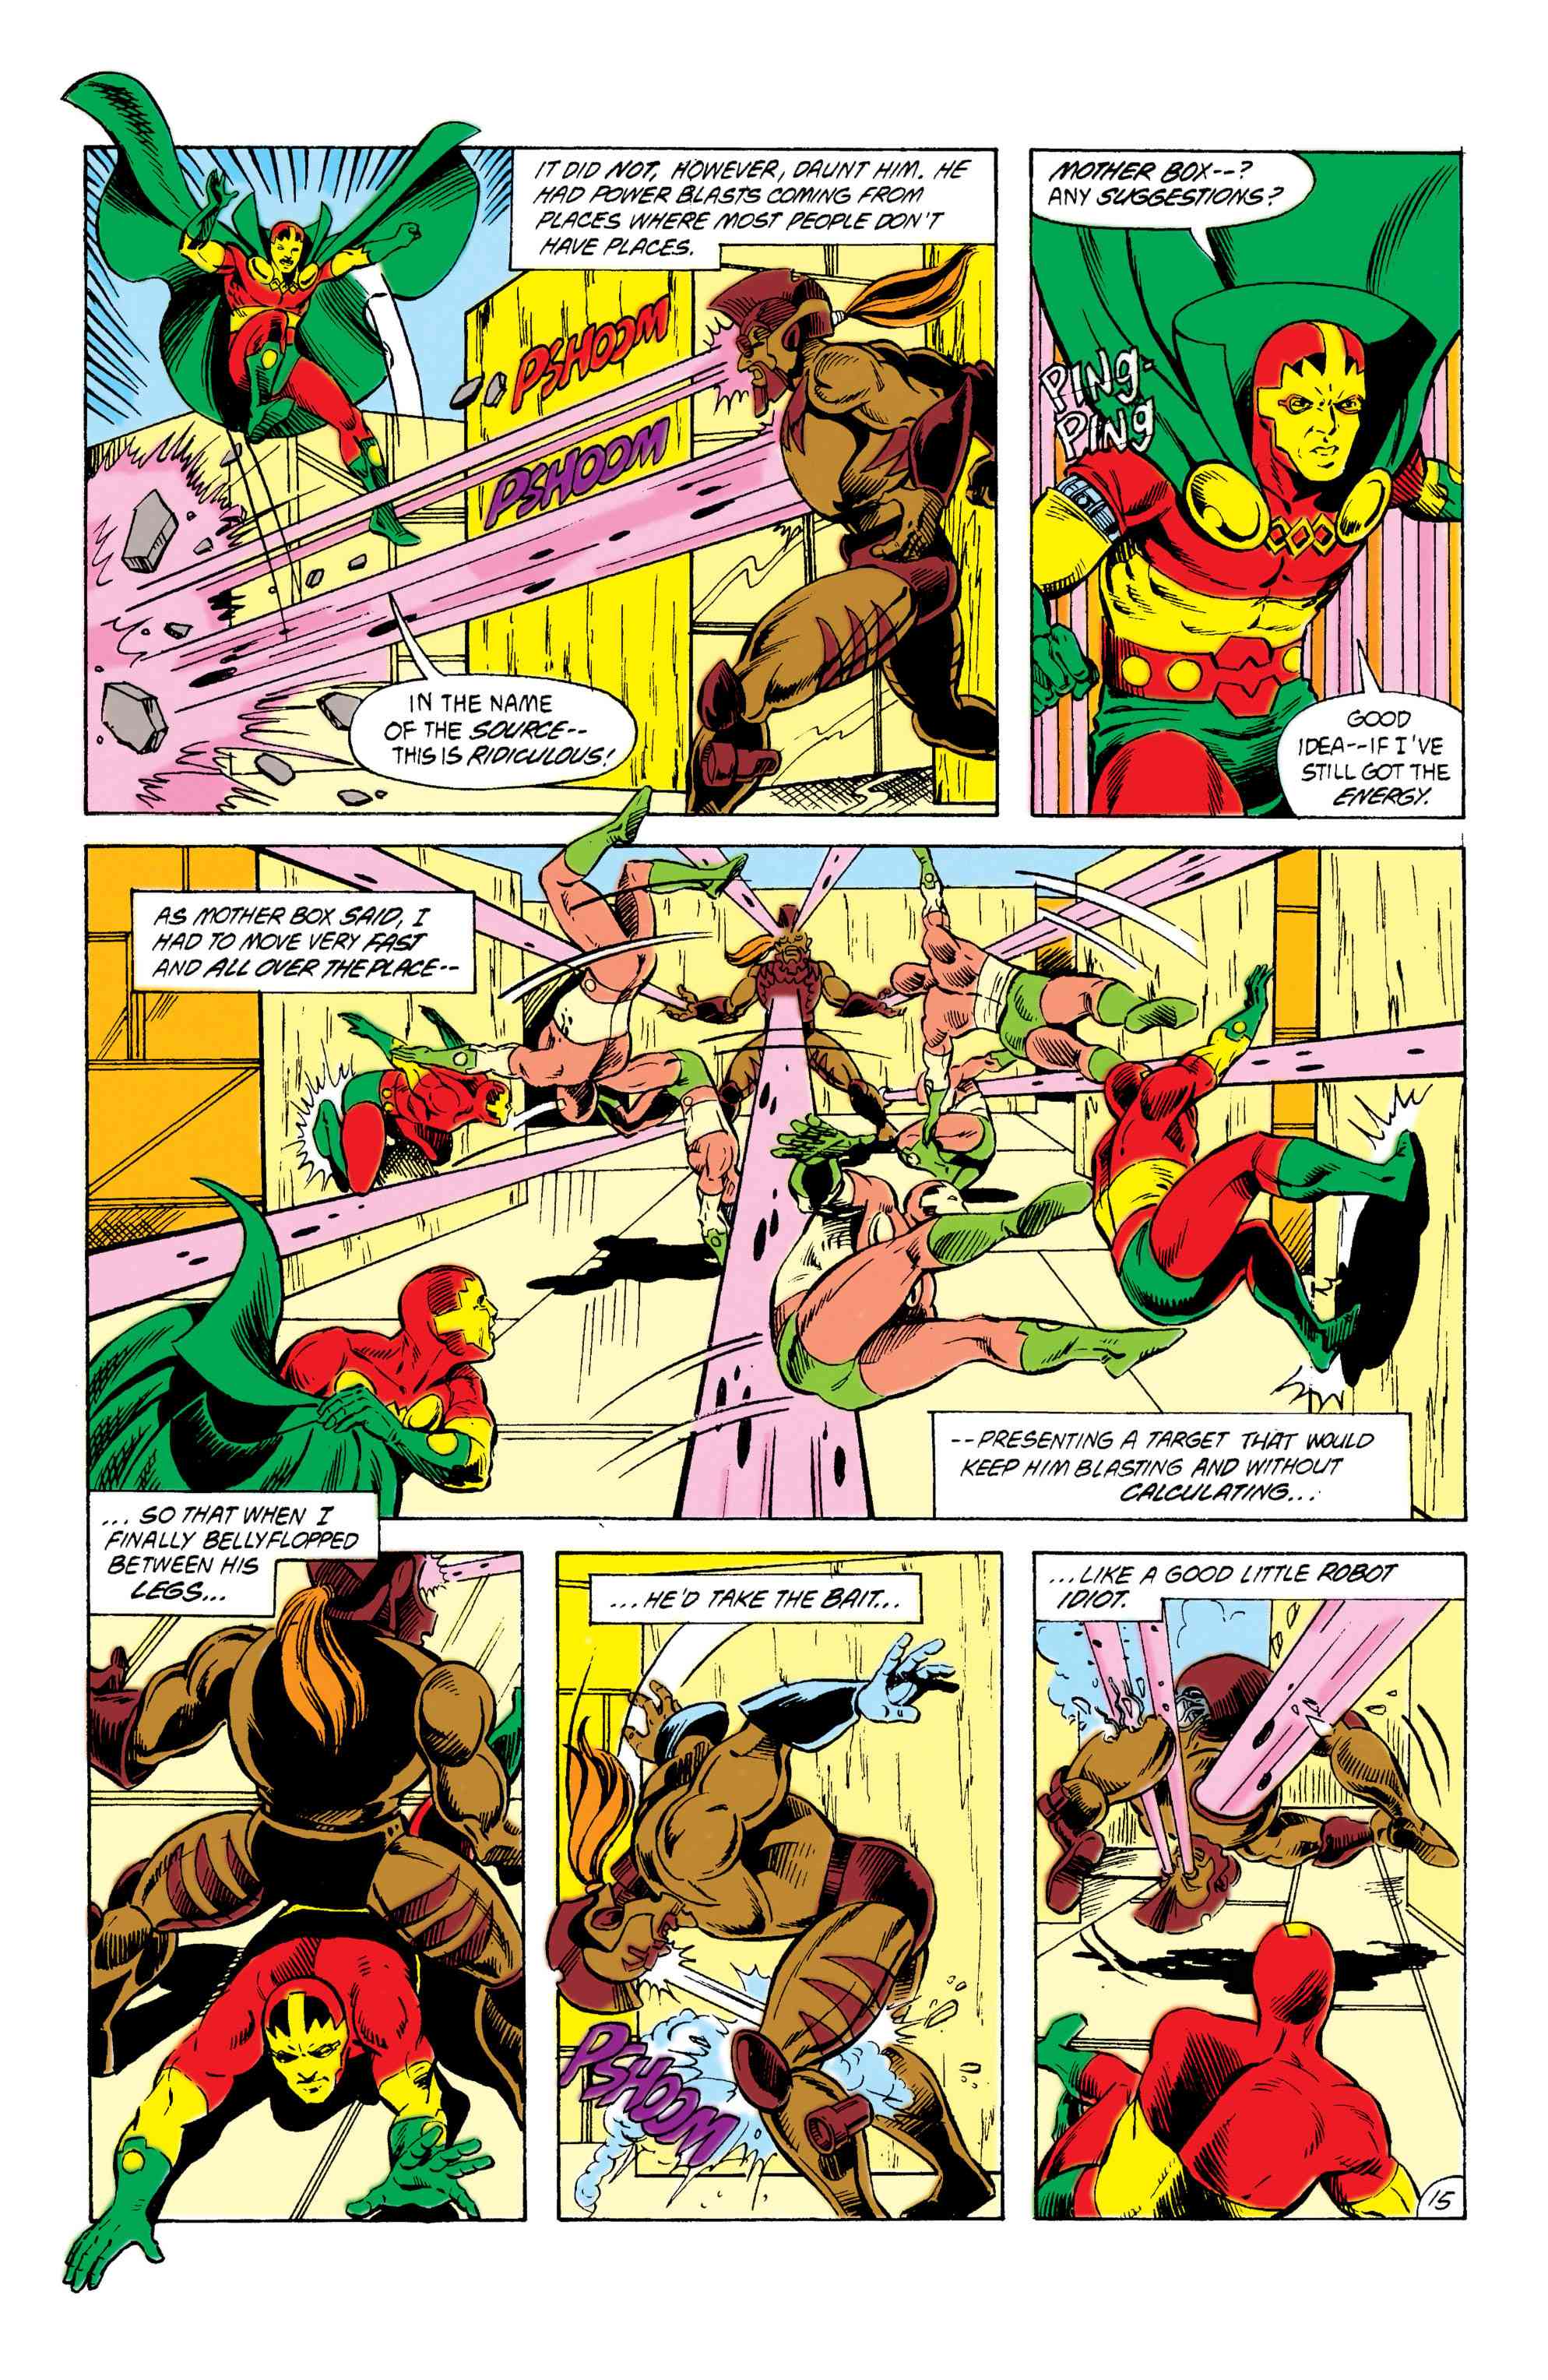 IT DID NOT, HOWEVER, DAUNT HIM. HE
HAD POWER BLASTS COMING FROM
PLACES WHERE MOST PEOPLE DON'T
HAVE PLACES.
PSHOOM
PSHOOM
IN THE NAME
OF THE SOURCE--
THIS IS RIDICULOUS!
MOTHER BOX--?
ANY SUGGESTIONS?
PING-
PING
GOOD
IDEA--IF I'VE
STILL GOT THE
ENERGY.
AS MOTHER BOX SAID, I
HAD TO MOVE VERY FAST
AND ALL OVER THE PLACE--
--PRESENTING A TARGET THAT WOULD
KEEP HIM BLASTING AND WITHOUT
CALCULATING...
... SO THAT WHEN I
FINALLY BELLYFLOPPED
BETWEEN HIS
LEGS...
...HE'D TAKE THE BAIT...
PSHOOM
...LIKE A GOOD LITTLE ROBOT
IDIOT.
15